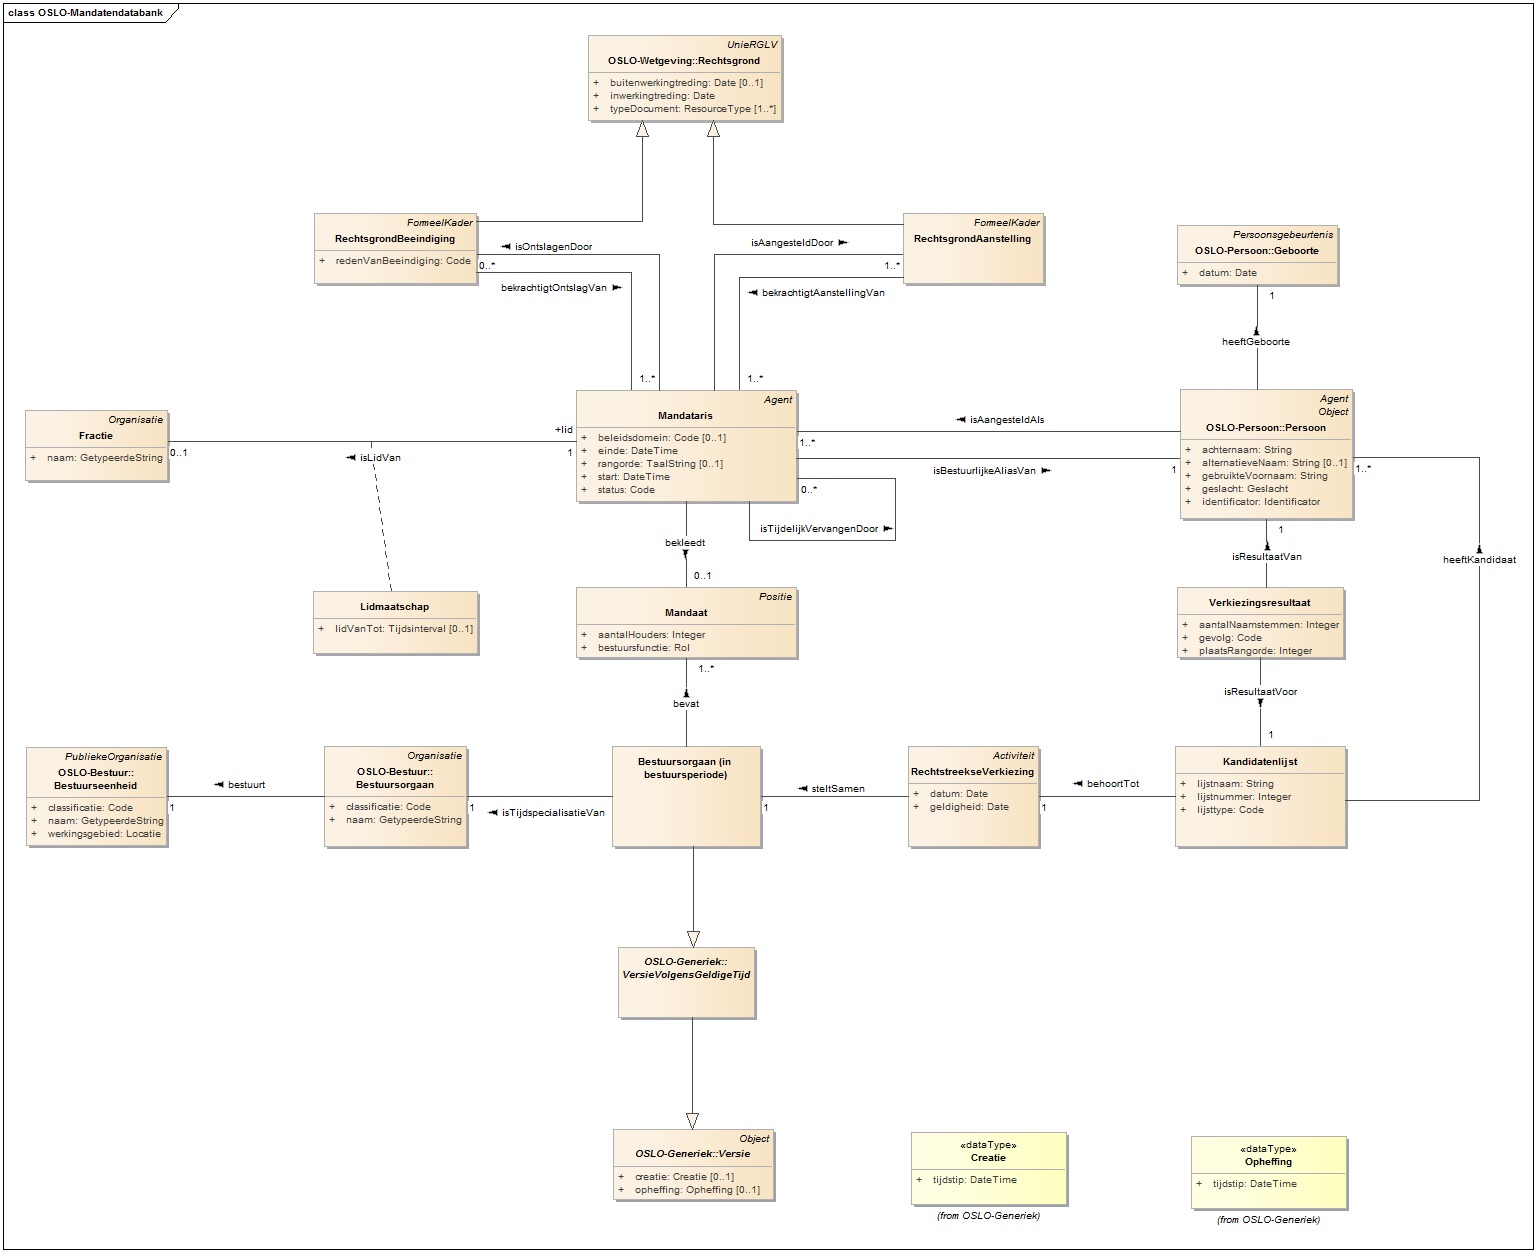 class OSLO-Mandatendatabank
UnieRGLV
OSLO-Wetgeving::Rechtsgrond
+ buitenwerkingtreding: Date [0..1]
+ inwerkingtreding: Date
+ typeDocument: ResourceType [1..*]
FormeelKader
RechtsgrondBeeindiging
+ redenVanBeeindiging: Code
isOntslagenDoor
0..*
bekrachtigtOntslagVan
1..*
isAangesteldDoor
1..*
bekrachtigtAanstellingVan
1..*
FormeelKader
RechtsgrondAanstelling
Persoonsgebeurtenis
OSLO-Persoon::Geboorte
+ datum: Date
1
heeftGeboorte
Organisatie
Fractie
+ naam: GetypeerdeString
0..1
isLidVan
+lid
1
Agent
Mandataris
+ beleidsdomein: Code [0..1]
+ einde: DateTime
+ rangorde: TaalString [0..1]
+ start: DateTime
+ status: Code
isAangesteldAls
1..*
isBestuurlijkeAliasVan
1
0..*
isTijdelijkVervangenDoor
Agent
Object
OSLO-Persoon::Persoon
+ achternaam: String
+ alternatieveNaam: String [0..1]
+ gebruikteVoornaam: String
+ geslacht: Geslacht
+ identificator: Identificator
1..*
1
isResultaatVan
heeftKandidaat
bekleedt
0..1
Lidmaatschap
+ lidVanTot: Tijdsinterval [0..1]
Positie
Mandaat
+ aantalHouders: Integer
+ bestuursfunctie: Rol
1..*
bevat
Verkiezingsresultaat
+ aantalNaamstemmen: Integer
+ gevolg: Code
+ plaatsRangorde: Integer
isResultaatVoor
1
PubliekeOrganisatie
OSLO-Bestuur::
Bestuurseenheid
+ classificatie: Code
+ naam: GetypeerdeString
+ werkingsgebied: Locatie
bestuurt
1
Organisatie
OSLO-Bestuur::
Bestuursorgaan
+ classificatie: Code
+ naam: GetypeerdeString
1
isTijdspecialisatieVan
Bestuursorgaan (in
bestuursperiode)
steltSamen
1
Activiteit
RechtstreekseVerkiezing
+ datum: Date
+ geldigheid: Date
behoortTot
1
Kandidatenlijst
+ lijstnaam: String
+ lijstnummer: Integer
+ lijsttype: Code
OSLO-Generiek::
VersieVolgensGeldigeTijd
Object
OSLO-Generiek::Versie
+ creatie: Creatie [0..1]
+ opheffing: Opheffing [0..1]
«dataType»
Creatie
+ tijdstip: DateTime
(from OSLO-Generiek)
«dataType»
Opheffing
+ tijdstip: DateTime
(from OSLO-Generiek)